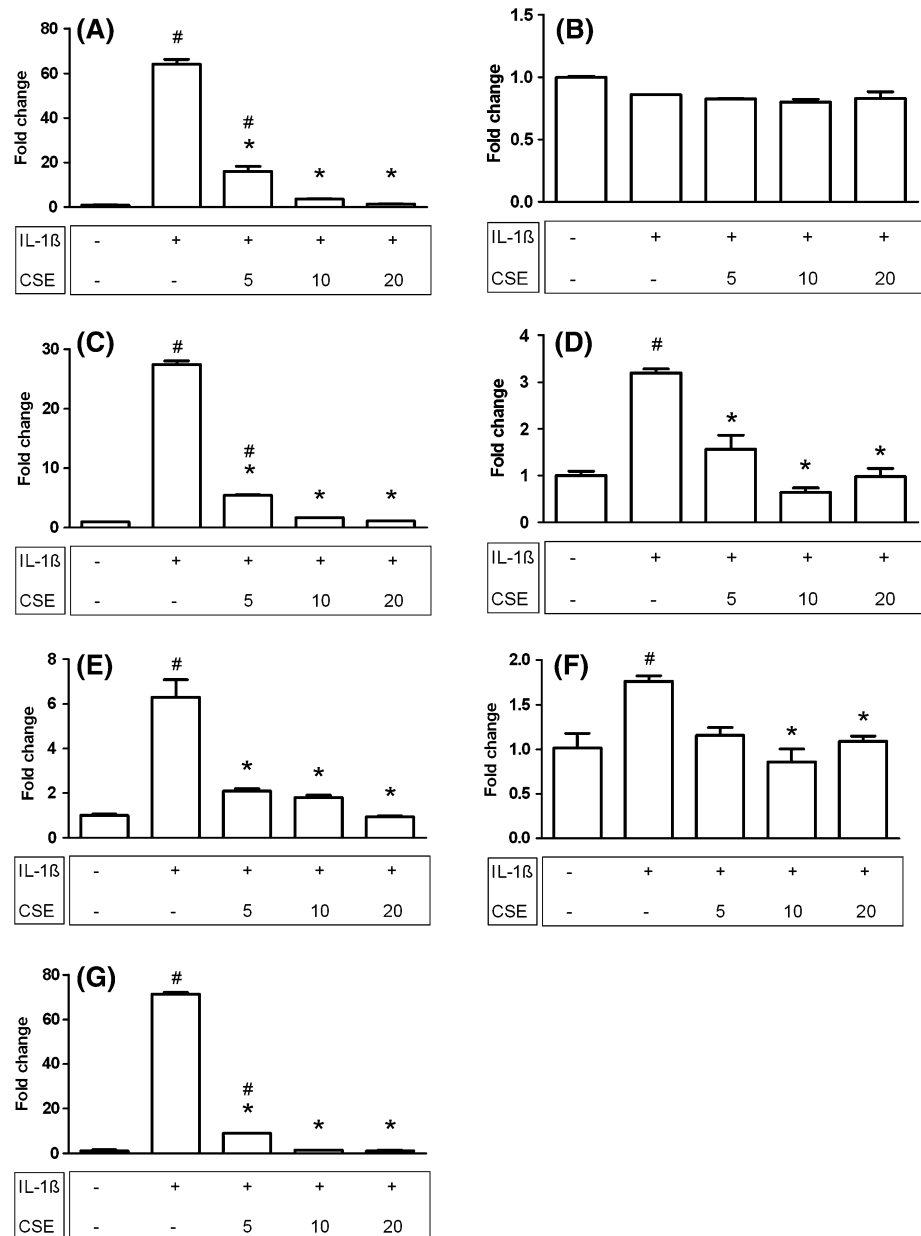 (A)
Fold change
80
60
40
20
0
#
#
*
*
*
IL-1ß - + + + +
CSE - - 5 10 20
(B)
Fold change
1.5
1.0
0.5
0.0
IL-1ß - + + + +
CSE - - 5 10 20
(C)
Fold change
30
20
10
0
#
#
*
*
*
IL-1ß - + + + +
CSE - - 5 10 20
(D)
Fold change
4
3
2
1
0
#
*
*
*
IL-1ß - + + + +
CSE - - 5 10 20
(E)
Fold change
8
6
4
2
0
#
*
*
*
IL-1ß - + + + +
CSE - - 5 10 20
(F)
Fold change
2.0
1.5
1.0
0.5
0.0
#
*
*
IL-1ß - + + + +
CSE - - 5 10 20
(G)
Fold change
80
60
40
20
0
#
#
*
*
*
IL-1ß - + + + +
CSE - - 5 10 20